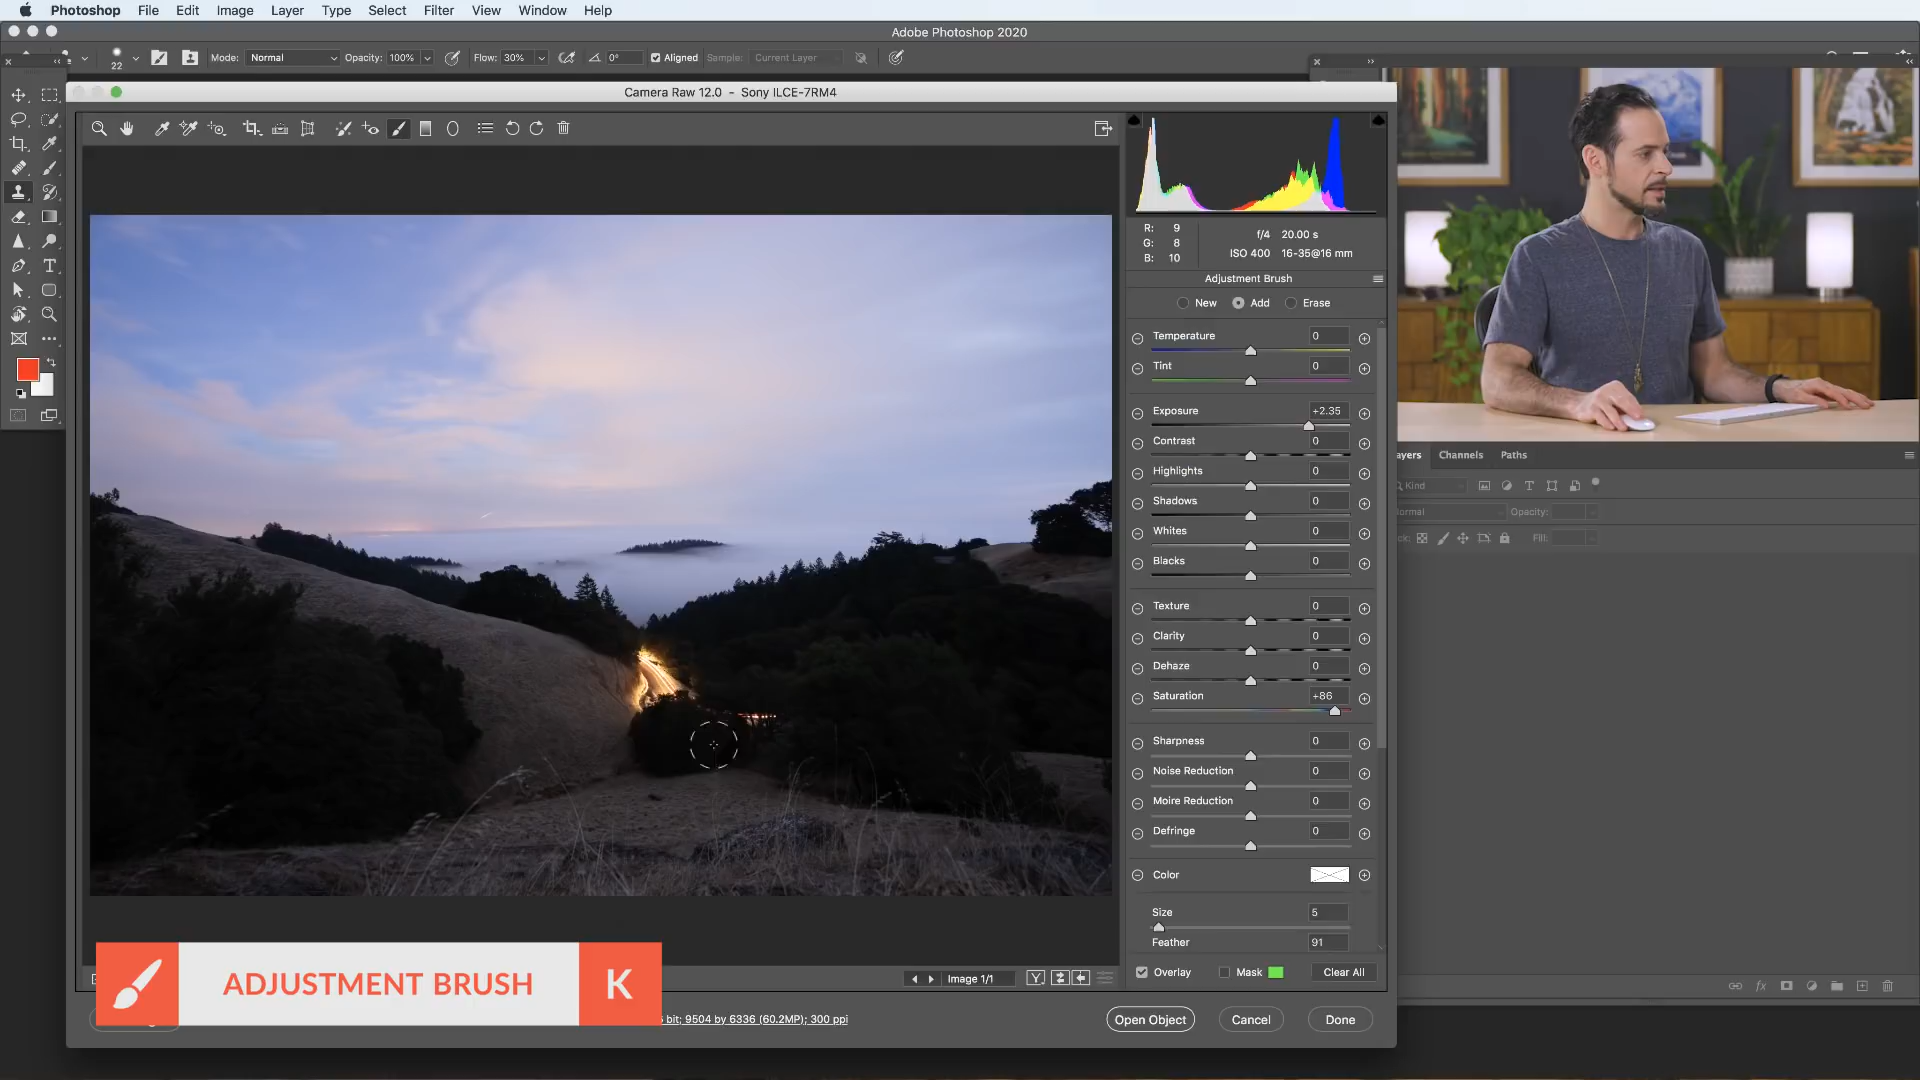 Photoshop File Edit Image Layer Type Select Filter View Window Help
Adobe Photoshop 2020
22 Mode: Normal Opacity: 100% Flow: 30% 0° Aligned Sample: Current Layer
Camera Raw 12.0 - Sony ILCE-7RM4
R: 9
G: 8
B: 10
f/4 20.00 s
ISO 400 16-35@16 mm
Adjustment Brush
New Add Erase
Temperature 0
Tint 0
Exposure +2.35
Contrast 0
Highlights 0
Shadows 0
Whites 0
Blacks 0
Texture 0
Clarity 0
Dehaze 0
Saturation +86
Sharpness 0
Noise Reduction 0
Moire Reduction 0
Defringe 0
Color
Size 5
Feather 91
Overlay Mask Clear All
Image 1/1
ADJUSTMENT BRUSH K
bit; 9504 by 6336 (60.2MP); 300 ppi
Open Object Cancel Done
ayers Channels Paths
Kind
ormal Opacity:
ck: Fill: